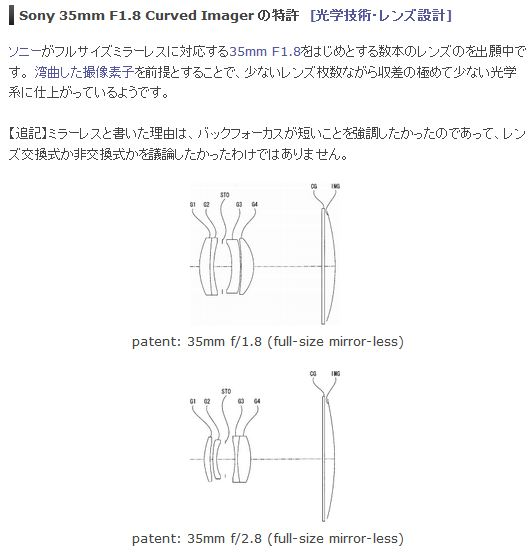 Sony 35mm F1.8 Curved Imager の特許 [光学技術・レンズ設計]
ソニーがフルサイズミラーレスに対応する35mm F1.8をはじめとする数本のレンズのを出願中で
す。湾曲した撮像素子を前提とすることで、少ないレンズ枚数ながら収差の極めて少ない光学
系に仕上がっているようです。
【追記】ミラーレスと書いた理由は、バックフォーカスが短いことを強調したかったのであって、レン
ズ交換式か非交換式かを議論したかったわけではありません。
G1 G2 STO G3 G4 CG IMG
patent: 35mm f/1.8 (full-size mirror-less)
G1 G2 STO G3 G4 CG IMG
patent: 35mm f/2.8 (full-size mirror-less)